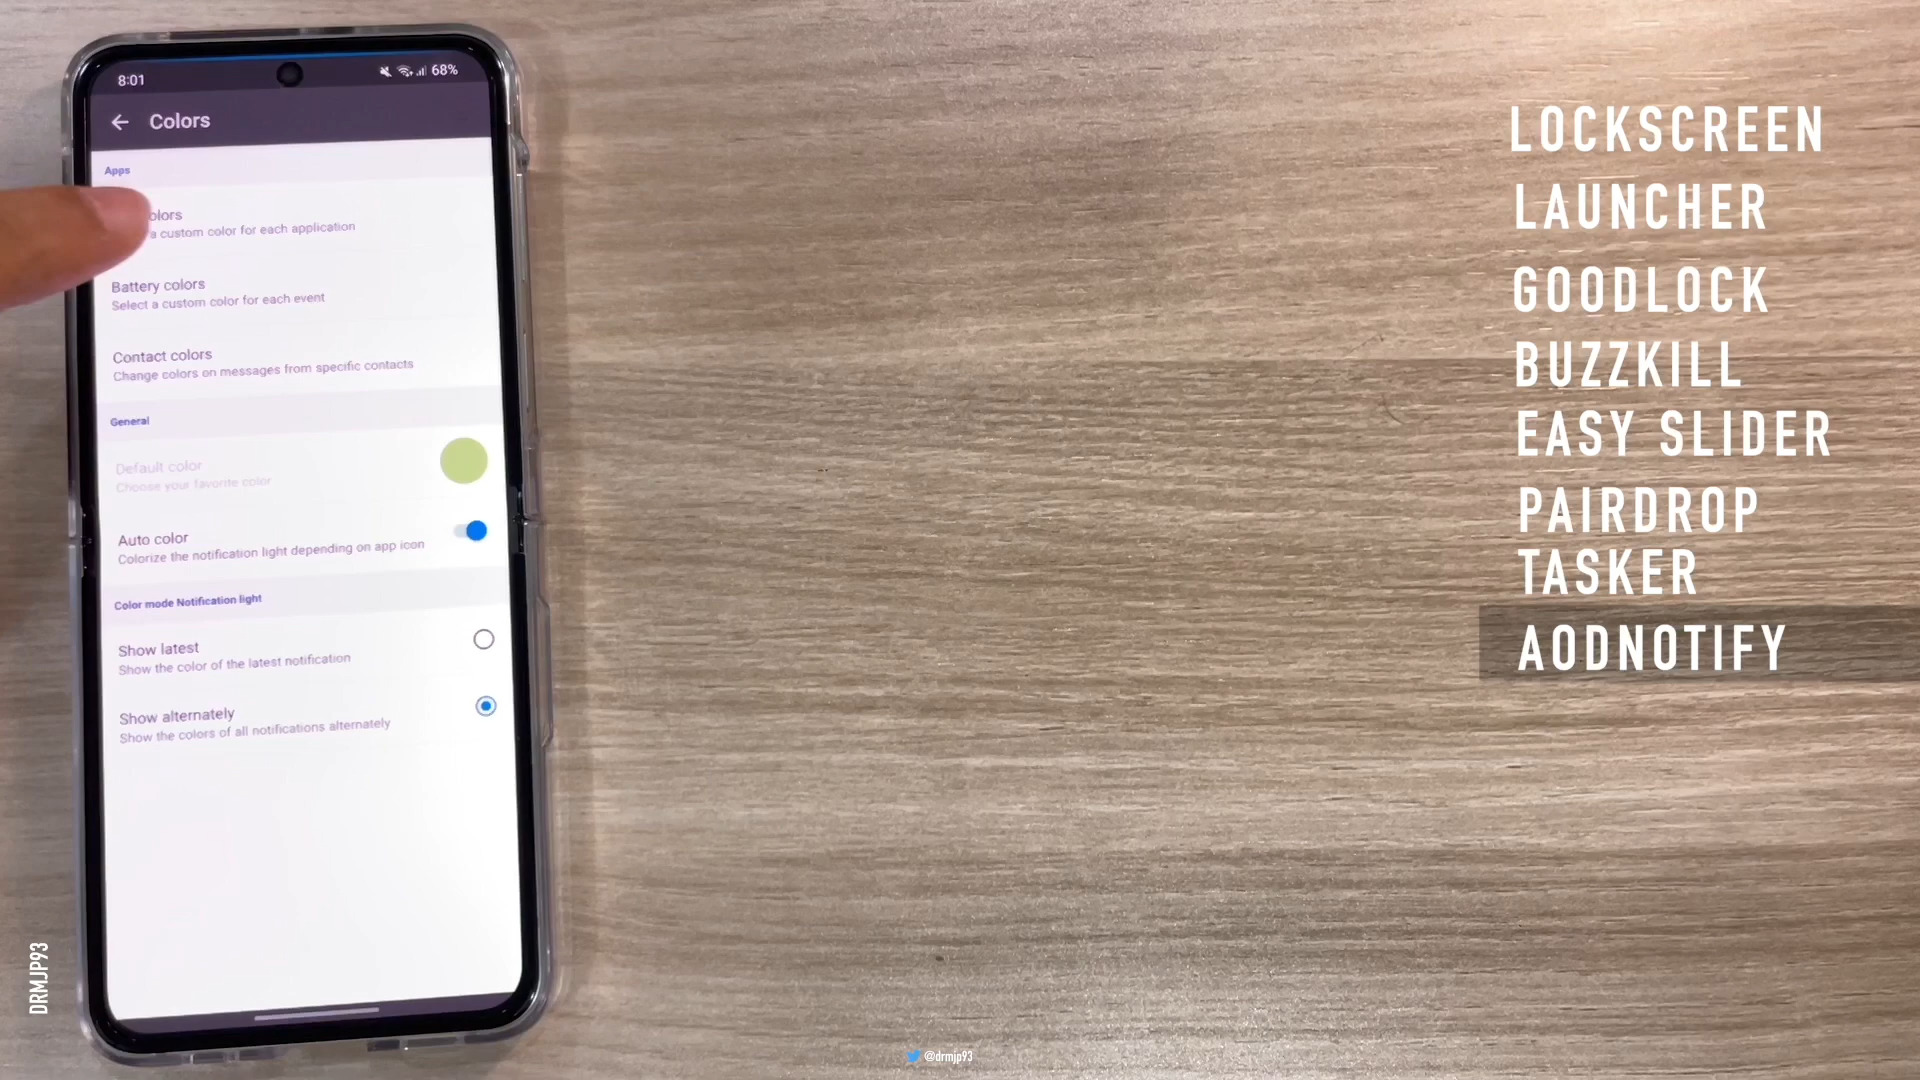 8:01
68%
Colors
Apps
olors
a custom color for each application
Battery colors
Select a custom color for each event
Contact colors
Change colors on messages from specific contacts
General
Default color
Choose your favorite color
Auto color
Colorize the notification light depending on app icon
Color mode Notification light
Show latest
Show the color of the latest notification
Show alternately
Show the colors of all notifications alternately
LOCKSCREEN
LAUNCHER
GOODLOCK
BUZZKILL
EASY SLIDER
PAIRDROP
TASKER
AODNOTIFY
DRMJP93
@drmjp93